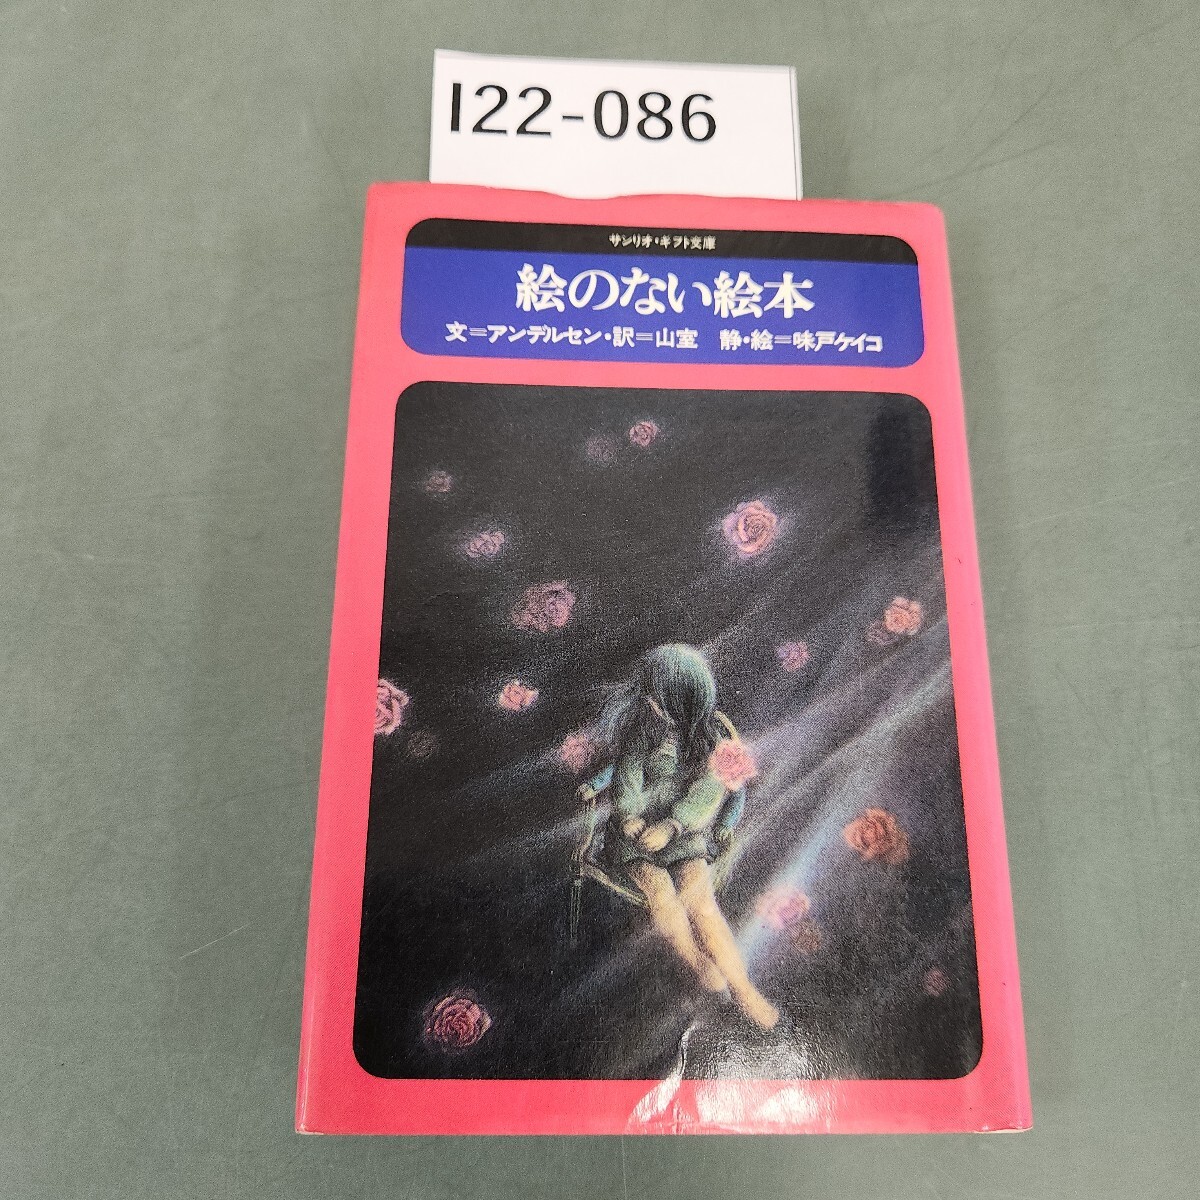 I22-086
サンリオ・ギフト文庫
絵のない絵本
文＝アンデルセン・訳＝山室　静・絵＝味戸ケイコ